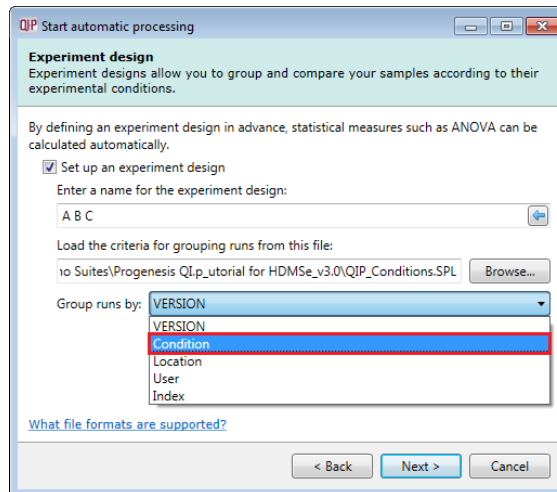 QIP Start automatic processing
Experiment design
Experiment designs allow you to group and compare your samples according to their
experimental conditions.
By defining an experiment design in advance, statistical measures such as ANOVA can be
calculated automatically.
Set up an experiment design
Enter a name for the experiment design:
A B C
Load the criteria for grouping runs from this file:
no Suites\Progenesis QI.p_utorial for HDMSe_v3.0\QIP_Conditions.SPL Browse...
Group runs by: VERSION
VERSION
Condition
Location
User
Index
What file formats are supported?
< Back Next > Cancel